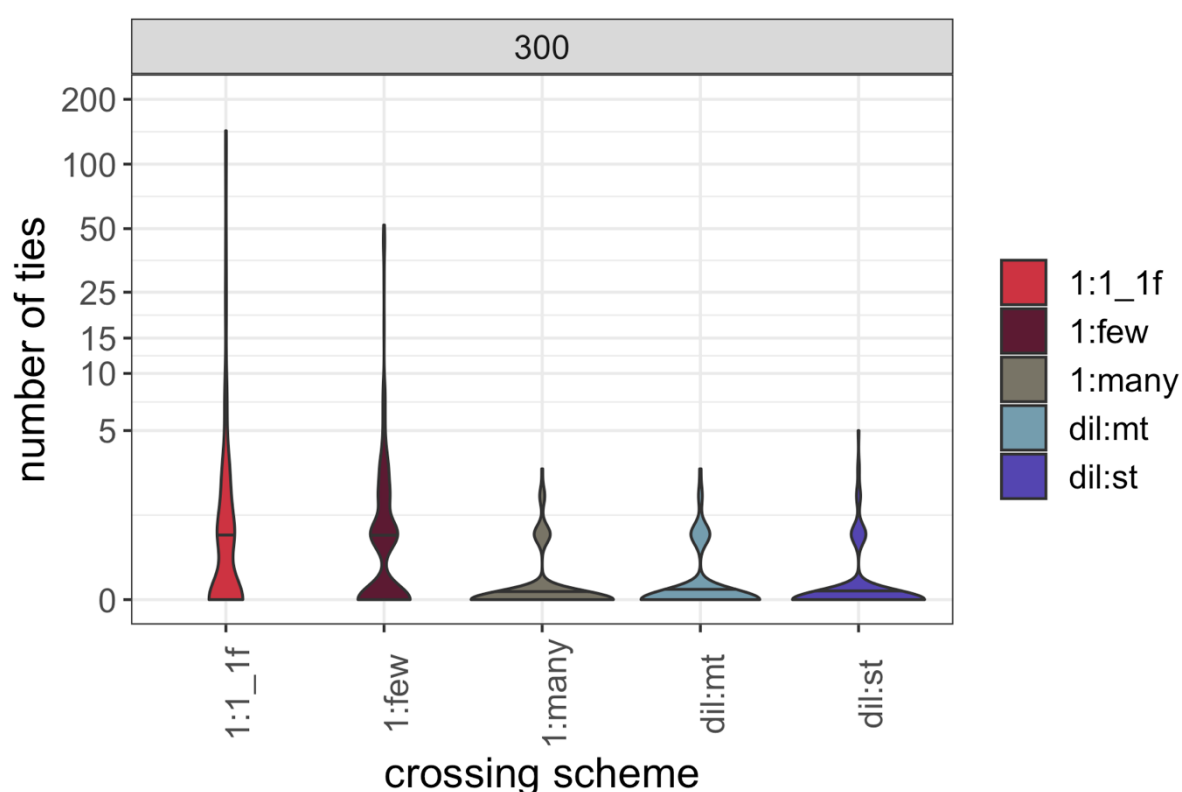 300
number of ties
200
100
50
25
15
10
5
0
1:1_1f
1:few
1:many
dil:mt
dil:st
crossing scheme
1:1_1f
1:few
1:many
dil:mt
dil:st